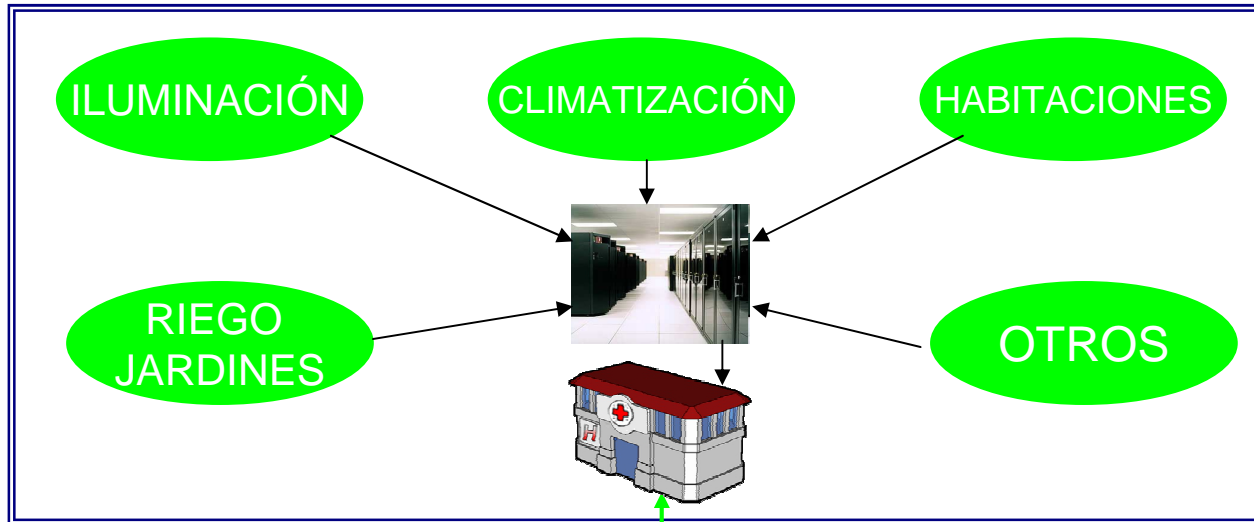 ILUMINACIÓN
CLIMATIZACIÓN
HABITACIONES
RIEGO
JARDINES
OTROS
H